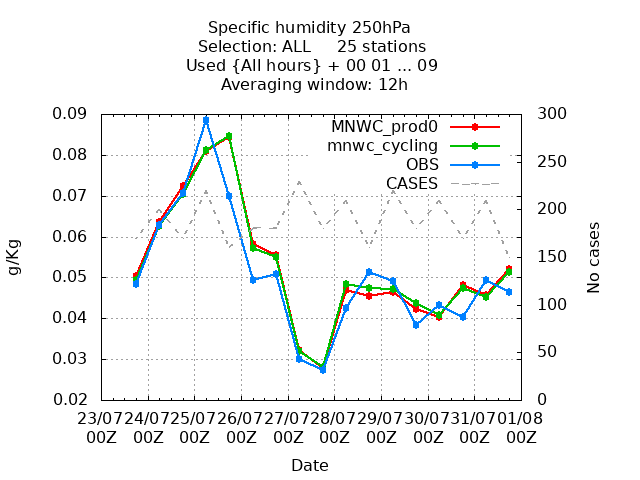 Specific humidity 250hPa
Selection: ALL     25 stations
Used {All hours} + 00 01 ... 09
Averaging window: 12h
MNWC_prod0
mnwc_cycling
OBS
CASES
g/Kg
0.09
0.08
0.07
0.06
0.05
0.04
0.03
0.02
No cases
300
250
200
150
100
50
0
23/07 24/07 25/07 26/07 27/07 28/07 29/07 30/07 31/07 01/08
00Z 00Z 00Z 00Z 00Z 00Z 00Z 00Z 00Z 00Z
Date